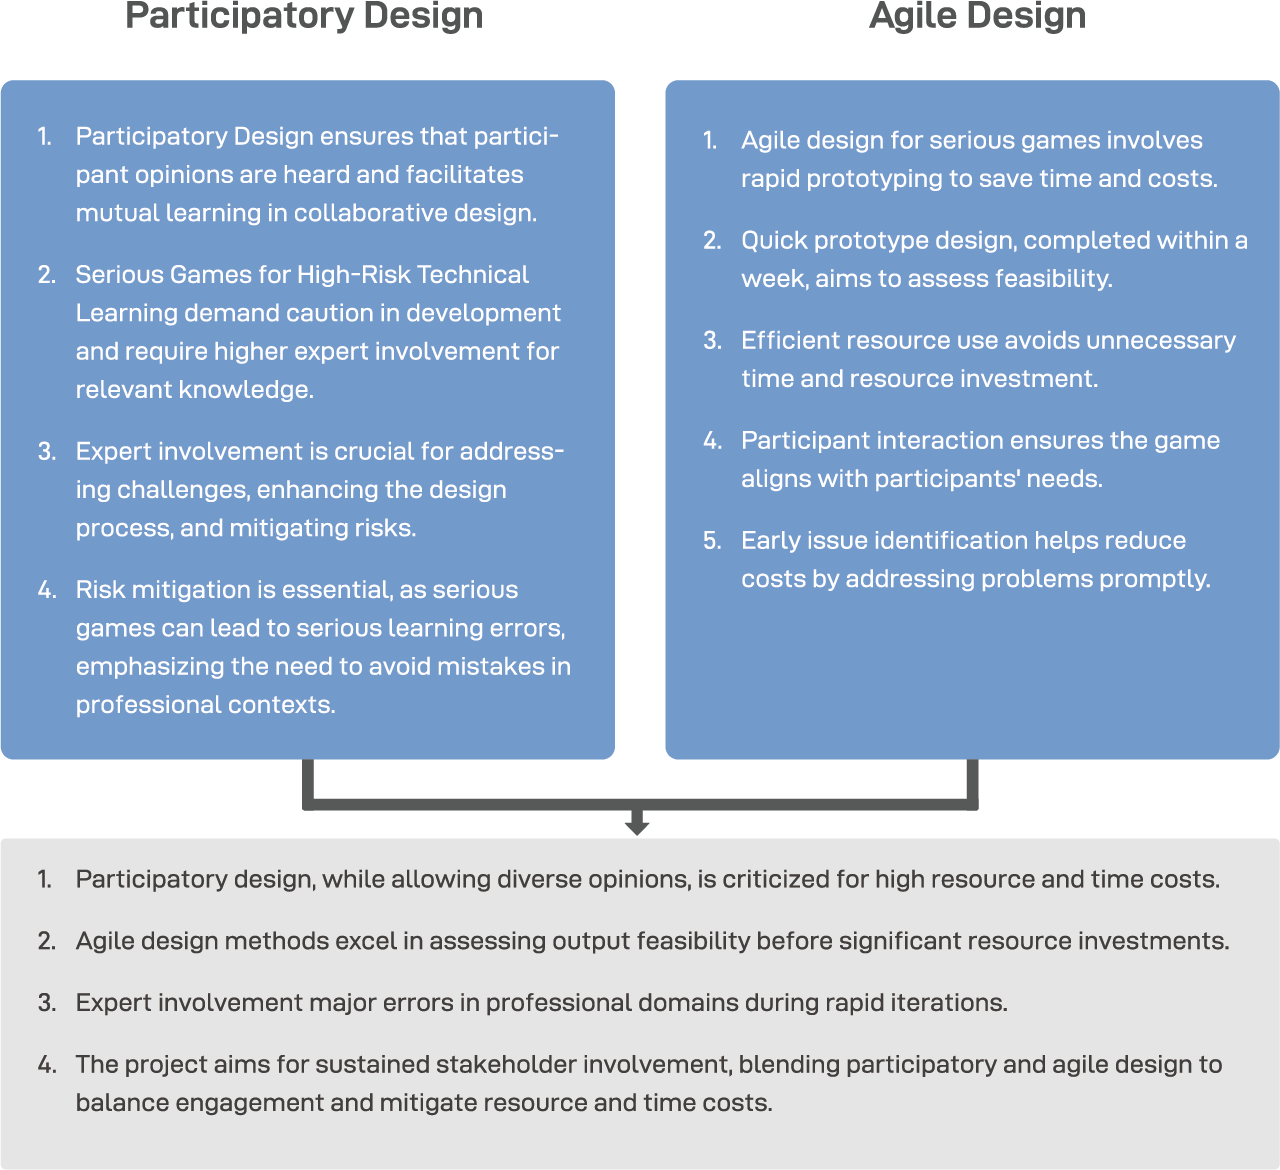 Participatory Design
Agile Design
1. Participatory Design ensures that partici-
pant opinions are heard and facilitates
mutual learning in collaborative design.
2. Serious Games for High-Risk Technical
Learning demand caution in development
and require higher expert involvement for
relevant knowledge.
3. Expert involvement is crucial for address-
ing challenges, enhancing the design
process, and mitigating risks.
4. Risk mitigation is essential, as serious
games can lead to serious learning errors,
emphasizing the need to avoid mistakes in
professional contexts.
1. Agile design for serious games involves
rapid prototyping to save time and costs.
2. Quick prototype design, completed within a
week, aims to assess feasibility.
3. Efficient resource use avoids unnecessary
time and resource investment.
4. Participant interaction ensures the game
aligns with participants' needs.
5. Early issue identification helps reduce
costs by addressing problems promptly.
1. Participatory design, while allowing diverse opinions, is criticized for high resource and time costs.
2. Agile design methods excel in assessing output feasibility before significant resource investments.
3. Expert involvement major errors in professional domains during rapid iterations.
4. The project aims for sustained stakeholder involvement, blending participatory and agile design to
balance engagement and mitigate resource and time costs.